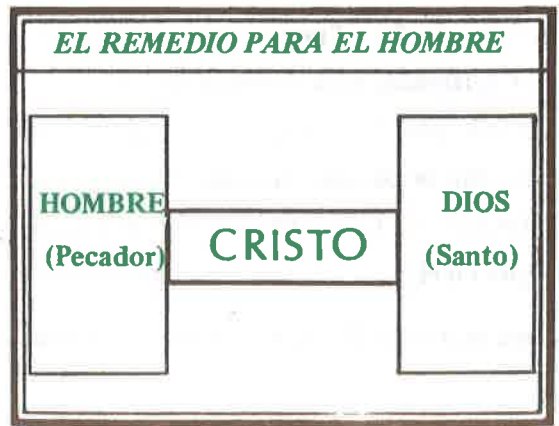 EL REMEDIO PARA EL HOMBRE
HOMBRE
(Pecador)
CRISTO
DIOS
(Santo)